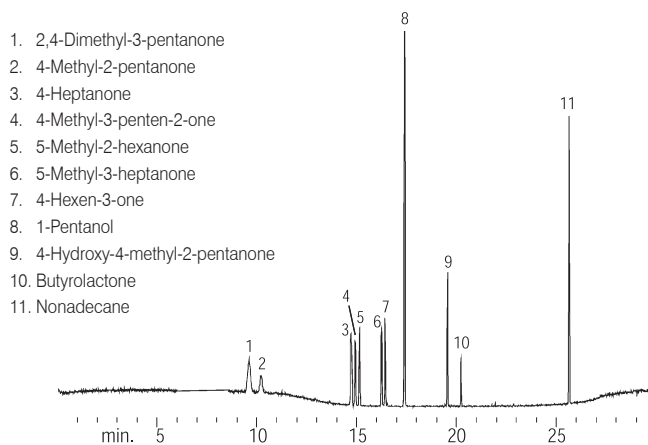 1. 2,4-Dimethyl-3-pentanone
2. 4-Methyl-2-pentanone
3. 4-Heptanone
4. 4-Methyl-3-penten-2-one
5. 5-Methyl-2-hexanone
6. 5-Methyl-3-heptanone
7. 4-Hexen-3-one
8. 1-Pentanol
9. 4-Hydroxy-4-methyl-2-pentanone
10. Butyrolactone
11. Nonadecane
8
11
9
4
3
5
6
7
10
1
2
min. 5 10 15 20 25